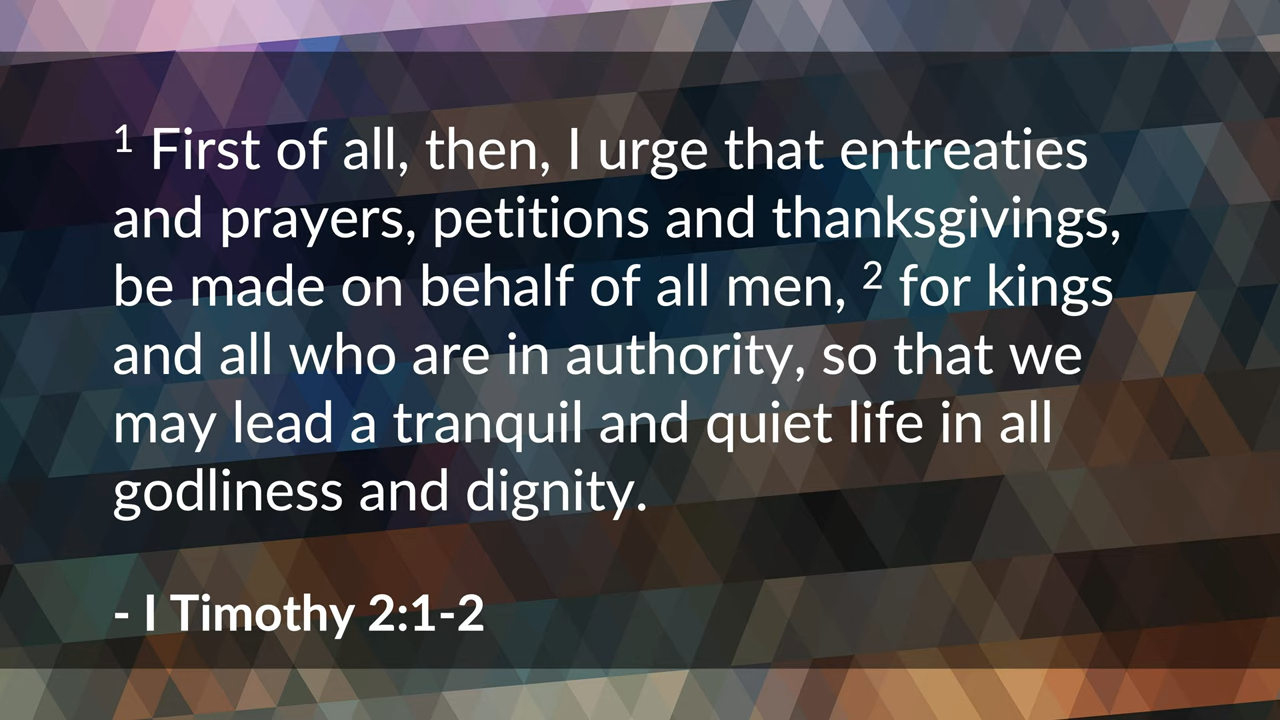 1 First of all, then, I urge that entreaties
and prayers, petitions and thanksgivings,
be made on behalf of all men, 2 for kings
and all who are in authority, so that we
may lead a tranquil and quiet life in all
godliness and dignity.
- I Timothy 2:1-2